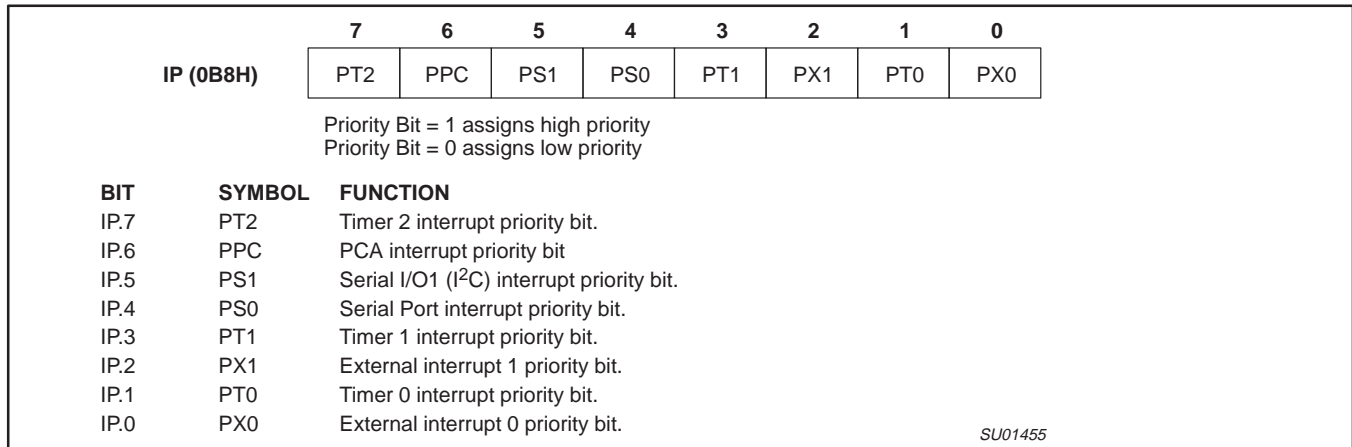 7 6 5 4 3 2 1 0
IP (0B8H) PT2 PPC PS1 PS0 PT1 PX1 PT0 PX0
Priority Bit = 1 assigns high priority
Priority Bit = 0 assigns low priority
BIT SYMBOL FUNCTION
IP.7 PT2 Timer 2 interrupt priority bit.
IP.6 PPC PCA interrupt priority bit
IP.5 PS1 Serial I/O1 (I2C) interrupt priority bit.
IP.4 PS0 Serial Port interrupt priority bit.
IP.3 PT1 Timer 1 interrupt priority bit.
IP.2 PX1 External interrupt 1 priority bit.
IP.1 PT0 Timer 0 interrupt priority bit.
IP.0 PX0 External interrupt 0 priority bit.
SU01455